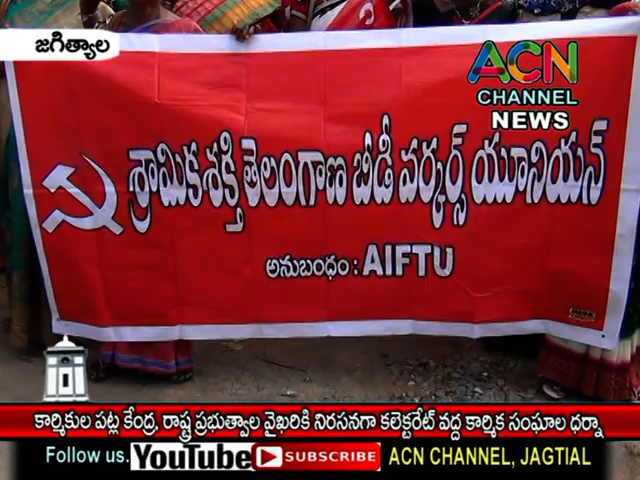 జగిత్యాల
ACN
CHANNEL
NEWS
శ్రామికశక్తి తెలంగాణ బీడీ వర్కర్స్ యూనియన్
అనుబంధం : AIFTU
కార్మికుల పట్ల కేంద్ర, రాష్ట్ర ప్రభుత్వాల వైఖరికి నిరసనగా కలెక్టరేట్ వద్ద కార్మిక సంఘాల ధర్నా
Follow us. YouTube SUBSCRIBE ACN CHANNEL, JAGTIAL